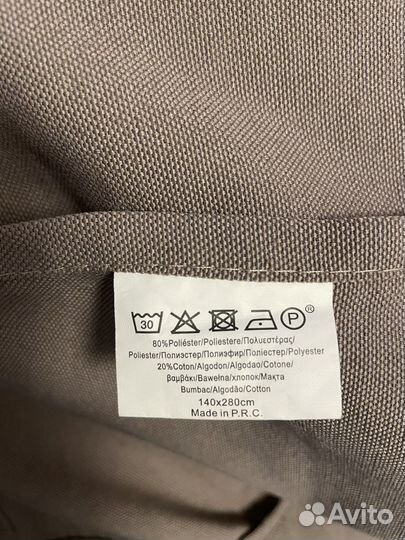 30 P ®
80%Poliéster/Poliestere/Πολυεστέρας/
Poliester/Полиэстер/Полиэфир/Поліестер/Polyester
20%Coton/Algodon/Algodao/Cotone/
βαμβάκι/Bawełna/хлопок/Мақта
Bumbac/Algodão/Cotton
140x280cm
Made in P.R.C.
Avito